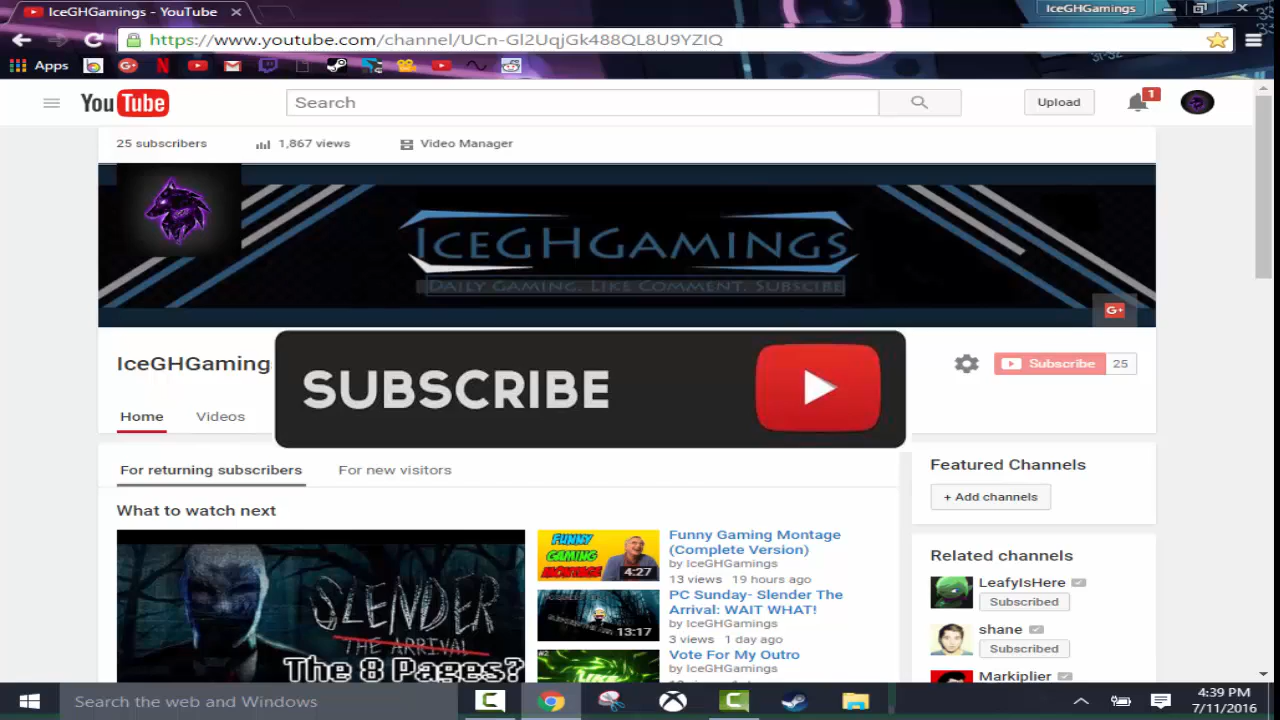 IceGHGamings - YouTube
IceGHGamings
https://www.youtube.com/channel/UCn-Gl2UgjGk488QL8U9YZIQ
Apps
YouTube
Search
Upload
1
25 subscribers
1,867 views
Video Manager
IceGHGamings
Daily Gaming. Like Comment, Subscibe
G+
IceGHGaming
SUBSCRIBE
Subscribe 25
Home
Videos
For returning subscribers
For new visitors
Featured Channels
+ Add channels
What to watch next
SLENDER
THE ARRIVAL
The 8 Pages?
FUNNY
GAMING
MONTAGE
4:27
Funny Gaming Montage
(Complete Version)
by IceGHGamings
13 views 19 hours ago
13:17
PC Sunday- Slender The
Arrival: WAIT WHAT!
by IceGHGamings
3 views 1 day ago
#2
Vote For My Outro
by IceGHGamings
Related channels
LeafyIsHere
Subscribed
shane
Subscribed
Markiplier
Search the web and Windows
4:39 PM
7/11/2016